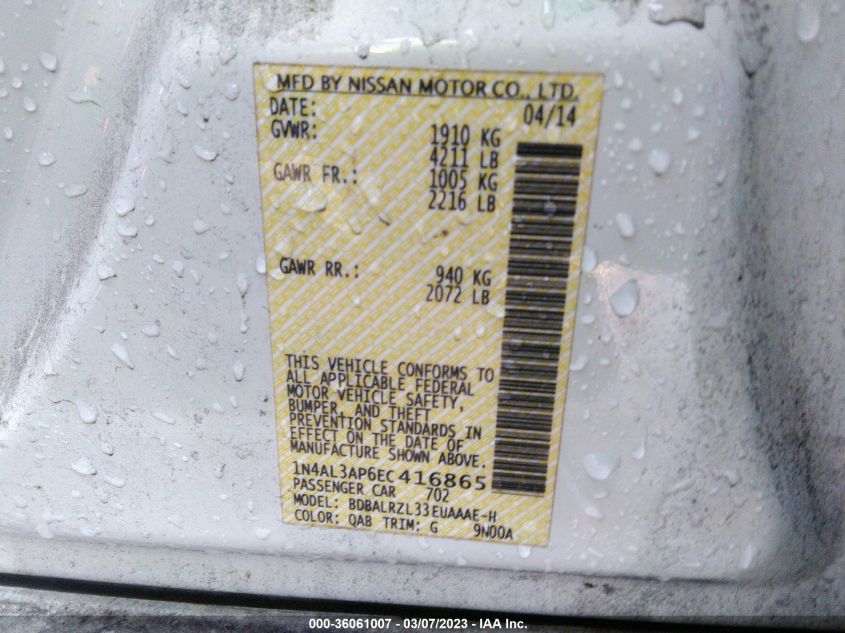 MFD BY NISSAN MOTOR CO., LTD.
DATE: 04/14
GVWR: 1910 KG
4211 LB
GAWR FR.: 1005 KG
2216 LB
GAWR RR.: 940 KG
2072 LB
THIS VEHICLE CONFORMS TO
ALL APPLICABLE FEDERAL
MOTOR VEHICLE SAFETY,
BUMPER, AND THEFT
PREVENTION STANDARDS IN
EFFECT ON THE DATE OF
MANUFACTURE SHOWN ABOVE.
1N4AL3AP6EC416865
PASSENGER CAR 702
MODEL: BDBALRZL33EUAAAE-H
COLOR: QAB TRIM: G 9N00A
000-36061007 - 03/07/2023 - IAA Inc.